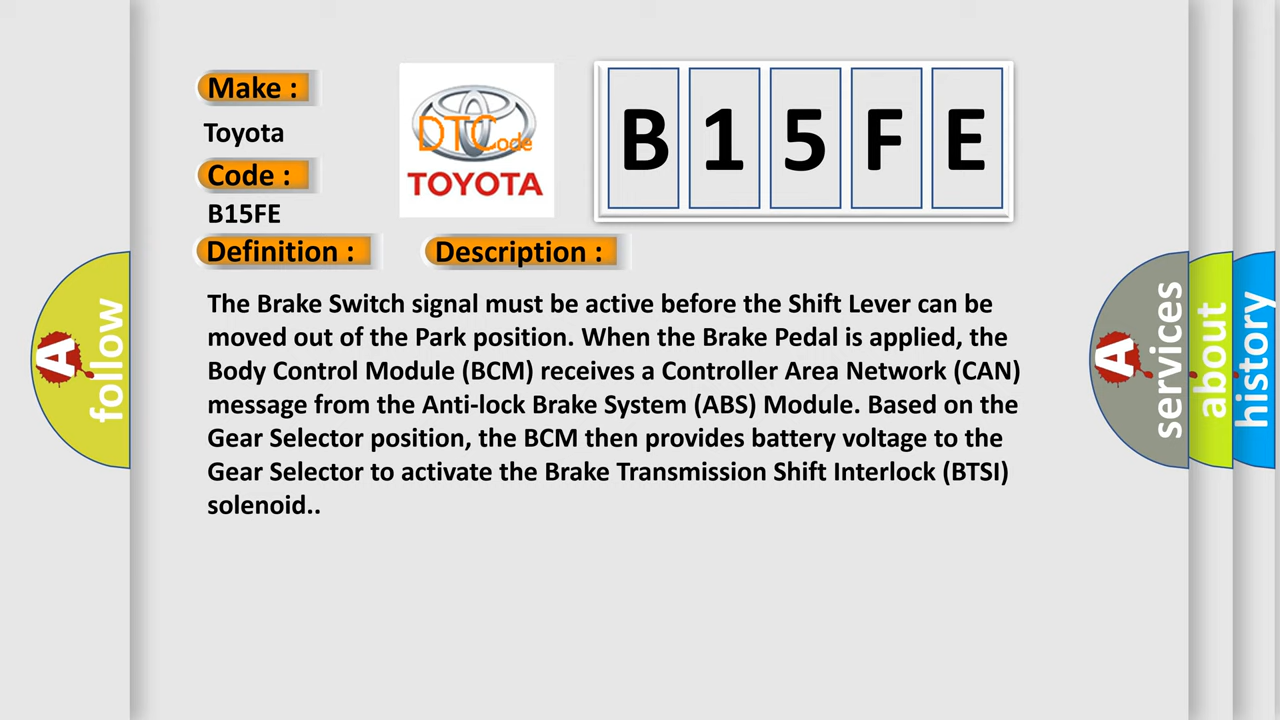 Make :
Toyota
Code :
B15FE
Definition :
Description :
DTCode
TOYOTA
B15FE
The Brake Switch signal must be active before the Shift Lever can be
moved out of the Park position. When the Brake Pedal is applied, the
Body Control Module (BCM) receives a Controller Area Network (CAN)
message from the Anti-lock Brake System (ABS) Module. Based on the
Gear Selector position, the BCM then provides battery voltage to the
Gear Selector to activate the Brake Transmission Shift Interlock (BTSI)
solenoid..
A
follow
A
services
about
history